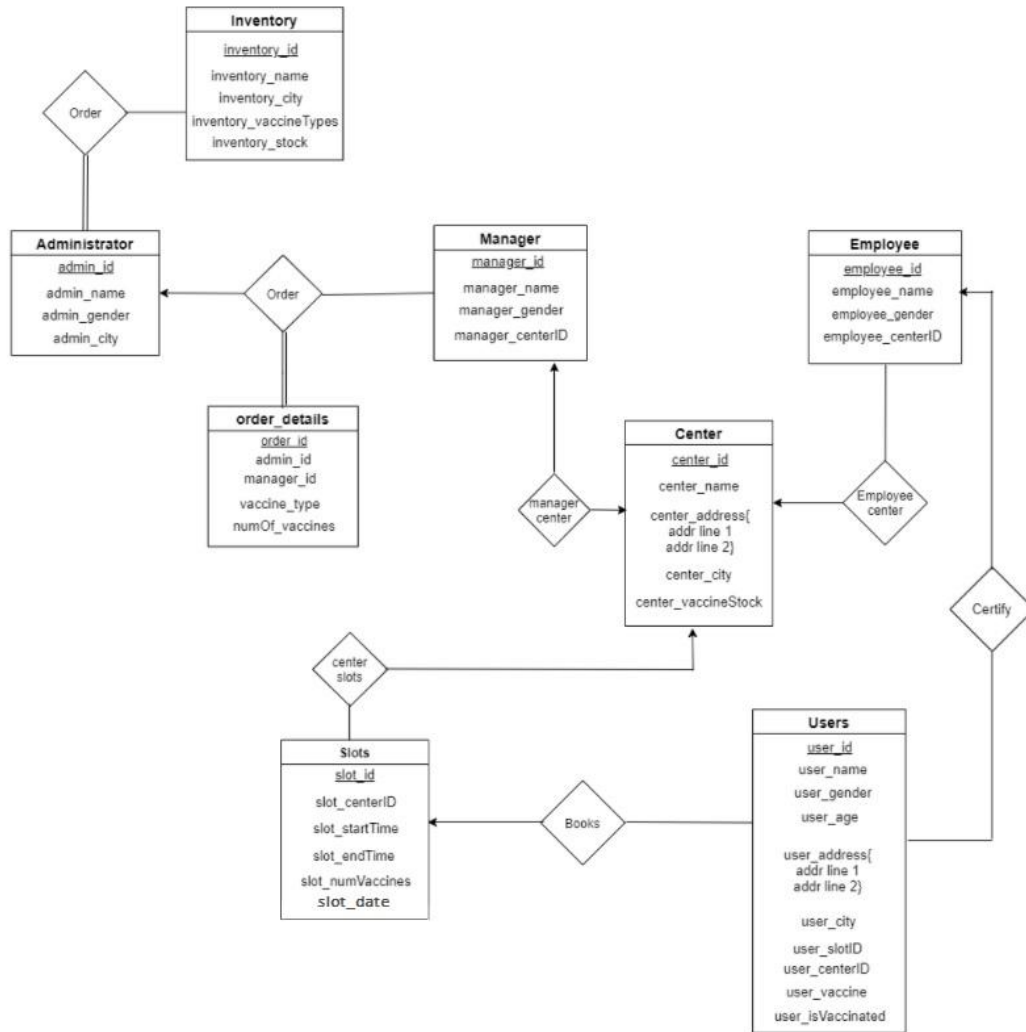 Inventory
inventory_id
inventory_name
inventory_city
inventory_vaccineTypes
inventory_stock
Order
Administrator
admin_id
admin_name
admin_gender
admin_city
Order
Manager
manager_id
manager_name
manager_gender
manager_centerID
Employee
employee_id
employee_name
employee_gender
employee_centerID
order_details
order_id
admin_id
manager_id
vaccine_type
numOf_vaccines
manager
center
Center
center_id
center_name
center_address{
addr line 1
addr line 2}
center_city
center_vaccineStock
Employee
center
Certify
center
slots
Slots
slot_id
slot_centerID
slot_startTime
slot_endTime
slot_numVaccines
slot_date
Books
Users
user_id
user_name
user_gender
user_age
user_address{
addr line 1
addr line 2}
user_city
user_slotID
user_centerID
user_vaccine
user_isVaccinated